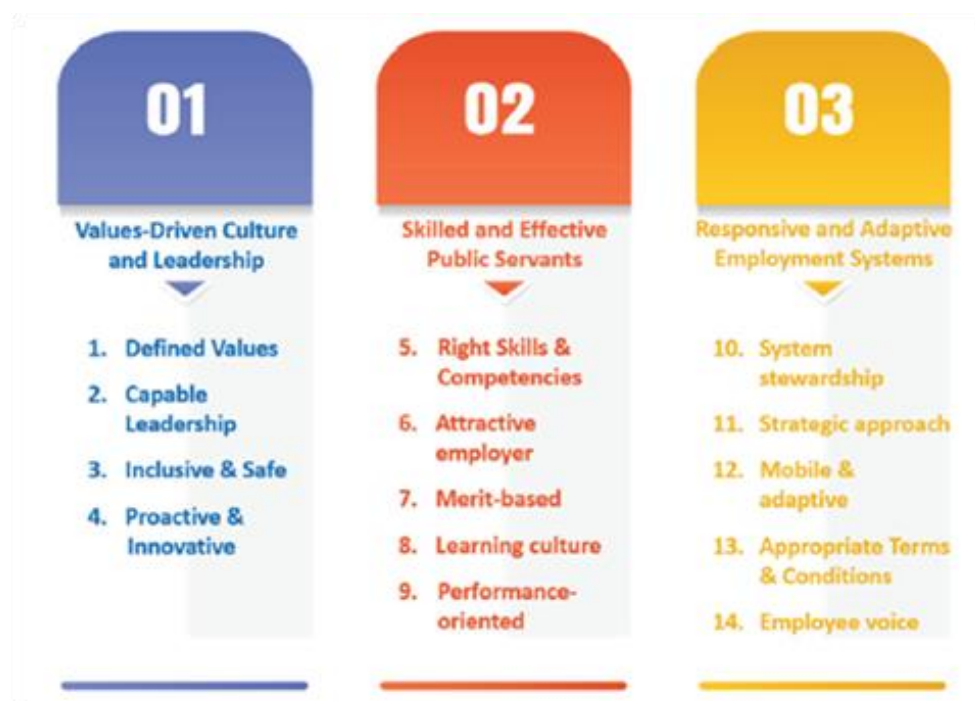 01
Values-Driven Culture
and Leadership
1. Defined Values
2. Capable
Leadership
3. Inclusive & Safe
4. Proactive &
Innovative
02
Skilled and Effective
Public Servants
5. Right Skills &
Competencies
6. Attractive
employer
7. Merit-based
8. Learning culture
9. Performance-
oriented
03
Responsive and Adaptive
Employment Systems
10. System
stewardship
11. Strategic approach
12. Mobile &
adaptive
13. Appropriate Terms
& Conditions
14. Employee voice